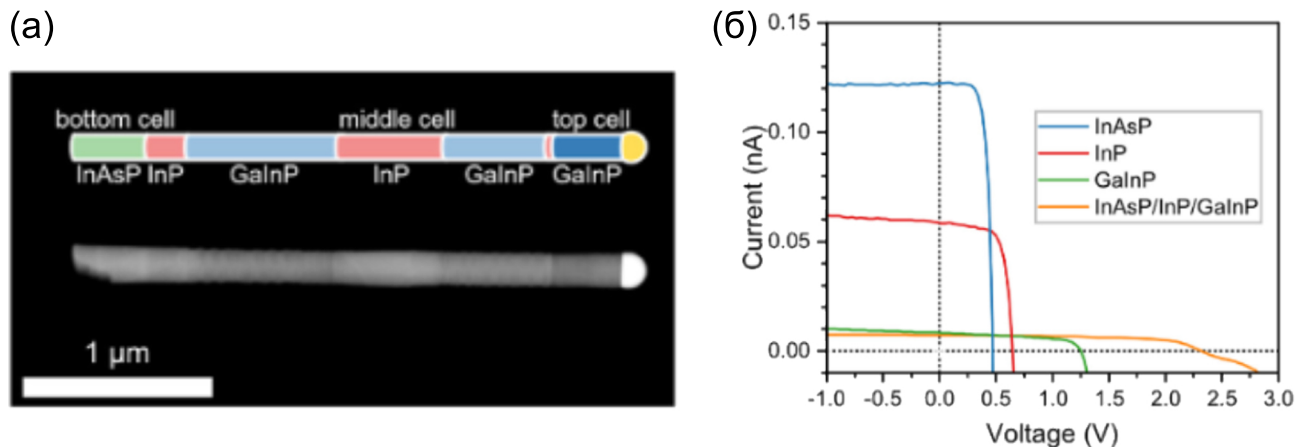 (а)
bottom cell middle cell top cell
InAsP InP GaInP InP GaInP GaInP
1 µm
(б)
0.15
0.10
0.05
0.00
Current (nA)
InAsP
InP
GaInP
InAsP/InP/GaInP
-1.0 -0.5 0.0 0.5 1.0 1.5 2.0 2.5 3.0
Voltage (V)